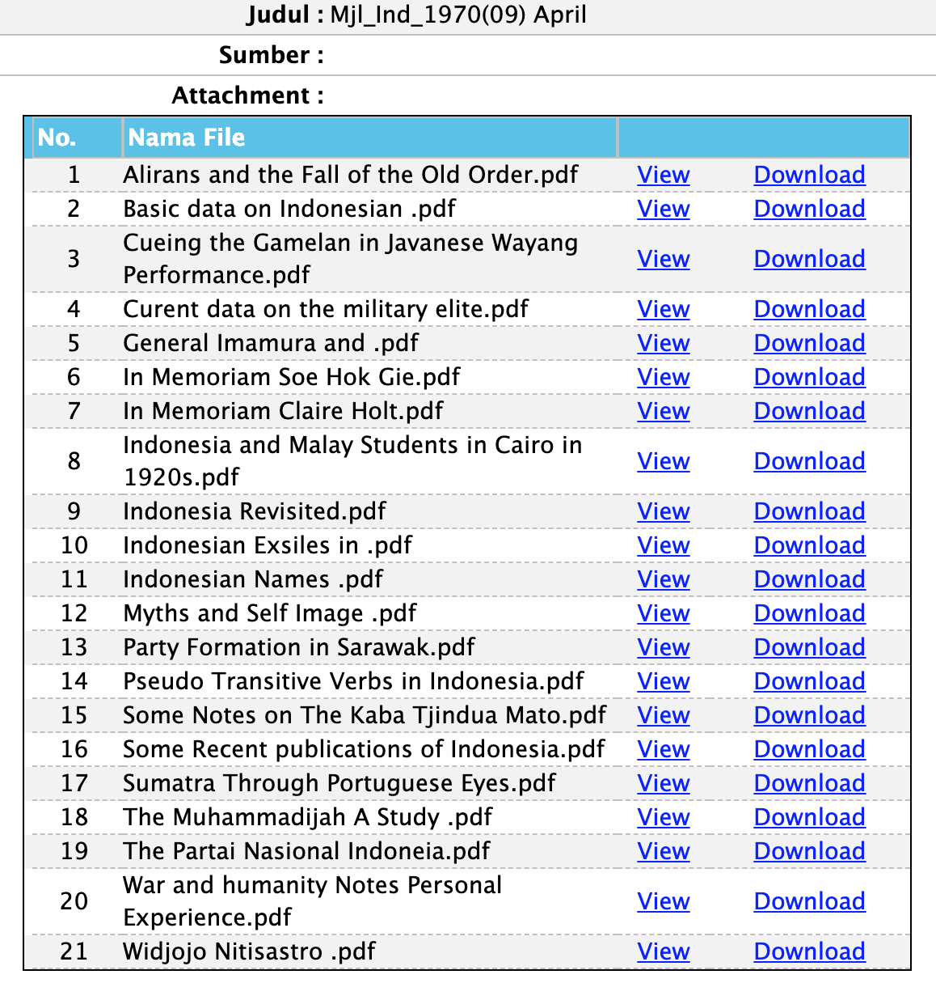 Judul : Mjl_Ind_1970(09) April
Sumber :
Attachment :
No. Nama File
1 Alirans and the Fall of the Old Order.pdf View Download
2 Basic data on Indonesian .pdf View Download
3 Cueing the Gamelan in Javanese Wayang
Performance.pdf View Download
4 Curent data on the military elite.pdf View Download
5 General Imamura and .pdf View Download
6 In Memoriam Soe Hok Gie.pdf View Download
7 In Memoriam Claire Holt.pdf View Download
8 Indonesia and Malay Students in Cairo in
1920s.pdf View Download
9 Indonesia Revisited.pdf View Download
10 Indonesian Exsiles in .pdf View Download
11 Indonesian Names .pdf View Download
12 Myths and Self Image .pdf View Download
13 Party Formation in Sarawak.pdf View Download
14 Pseudo Transitive Verbs in Indonesia.pdf View Download
15 Some Notes on The Kaba Tjindua Mato.pdf View Download
16 Some Recent publications of Indonesia.pdf View Download
17 Sumatra Through Portuguese Eyes.pdf View Download
18 The Muhammadijah A Study .pdf View Download
19 The Partai Nasional Indoneia.pdf View Download
20 War and humanity Notes Personal
Experience.pdf View Download
21 Widjojo Nitisastro .pdf View Download